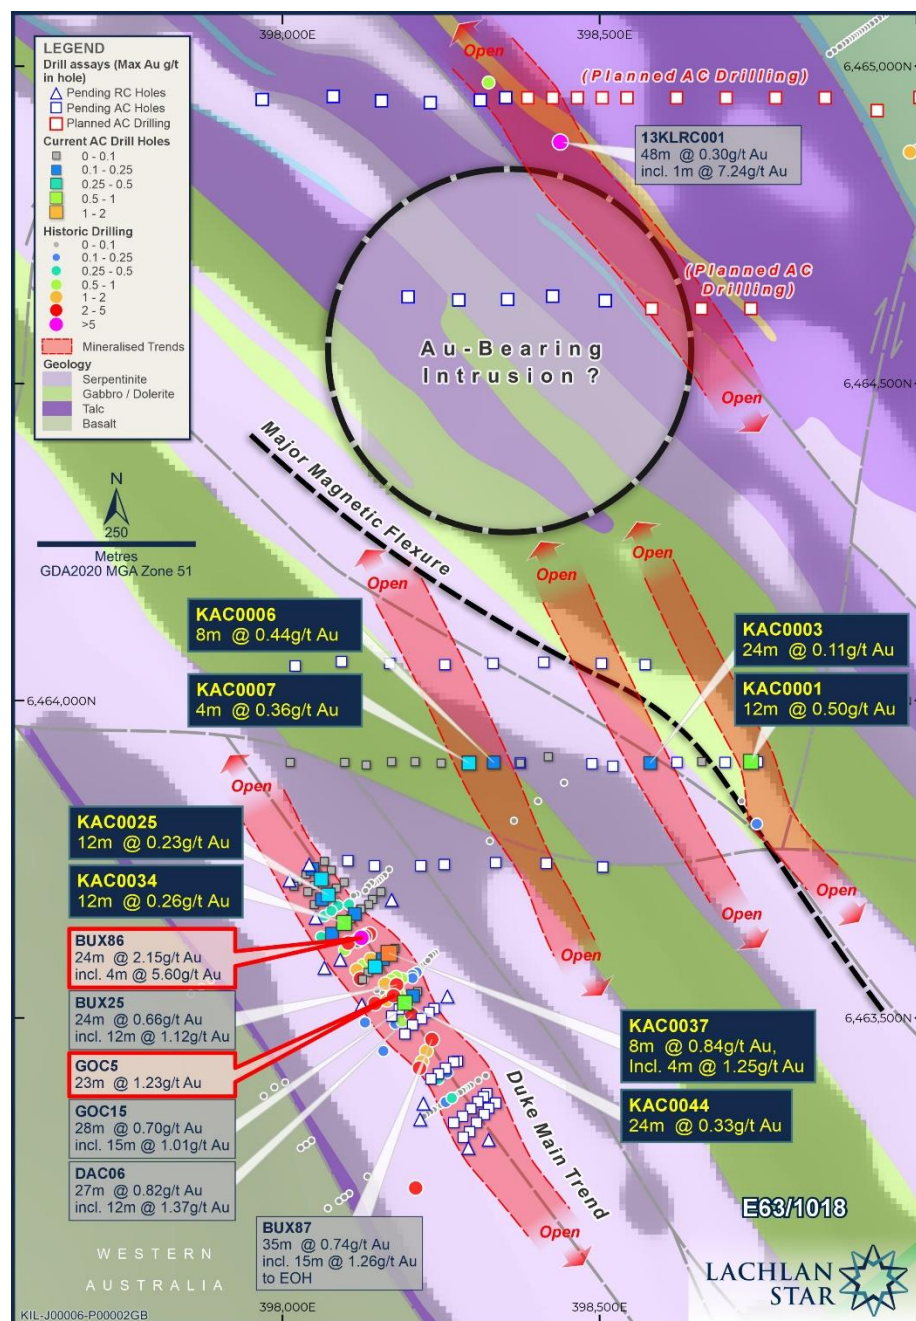 398,000E
398,500E
LEGEND
Drill assays (Max Au g/t
in hole)
Pending RC Holes
Pending AC Holes
Planned AC Drilling
Current AC Drill Holes
0 - 0.1
0.1 - 0.25
0.25 - 0.5
0.5 - 1
1 - 2
Historic Drilling
0 - 0.1
0.1 - 0.25
0.25 - 0.5
0.5 - 1
1 - 2
2 - 5
>5
Mineralised Trends
Geology
Serpentinite
Gabbro / Dolerite
Talc
Basalt
Open
6,465,000N
(Planned AC Drilling)
13KLRC001
48m @ 0.30g/t Au
incl. 1m @ 7.24g/t Au
(Planned AC
Drilling)
Au-Bearing
Intrusion ?
6,464,500N
Open
Major Magnetic Flexure
N
250
Metres
GDA2020 MGA Zone 51
Open
Open
Open
KAC0006
8m @ 0.44g/t Au
KAC0003
24m @ 0.11g/t Au
KAC0007
4m @ 0.36g/t Au
KAC0001
12m @ 0.50g/t Au
6,464,000N
Open
KAC0025
12m @ 0.23g/t Au
KAC0034
12m @ 0.26g/t Au
Open
Open
BUX86
24m @ 2.15g/t Au
incl. 4m @ 5.60g/t Au
BUX25
24m @ 0.66g/t Au
incl. 12m @ 1.12g/t Au
Open
6,463,500N
KAC0037
8m @ 0.84g/t Au,
Incl. 4m @ 1.25g/t Au
GOC5
23m @ 1.23g/t Au
GOC15
28m @ 0.70g/t Au
incl. 15m @ 1.01g/t Au
KAC0044
24m @ 0.33g/t Au
Duke Main Trend
DAC06
27m @ 0.82g/t Au
incl. 12m @ 1.37g/t Au
BUX87
35m @ 0.74g/t Au
incl. 15m @ 1.26g/t Au
to EOH
Open
E63/1018
WESTERN
AUSTRALIA
LACHLAN
STAR
KIL-J00006-P00002GB
398,000E
398,500E